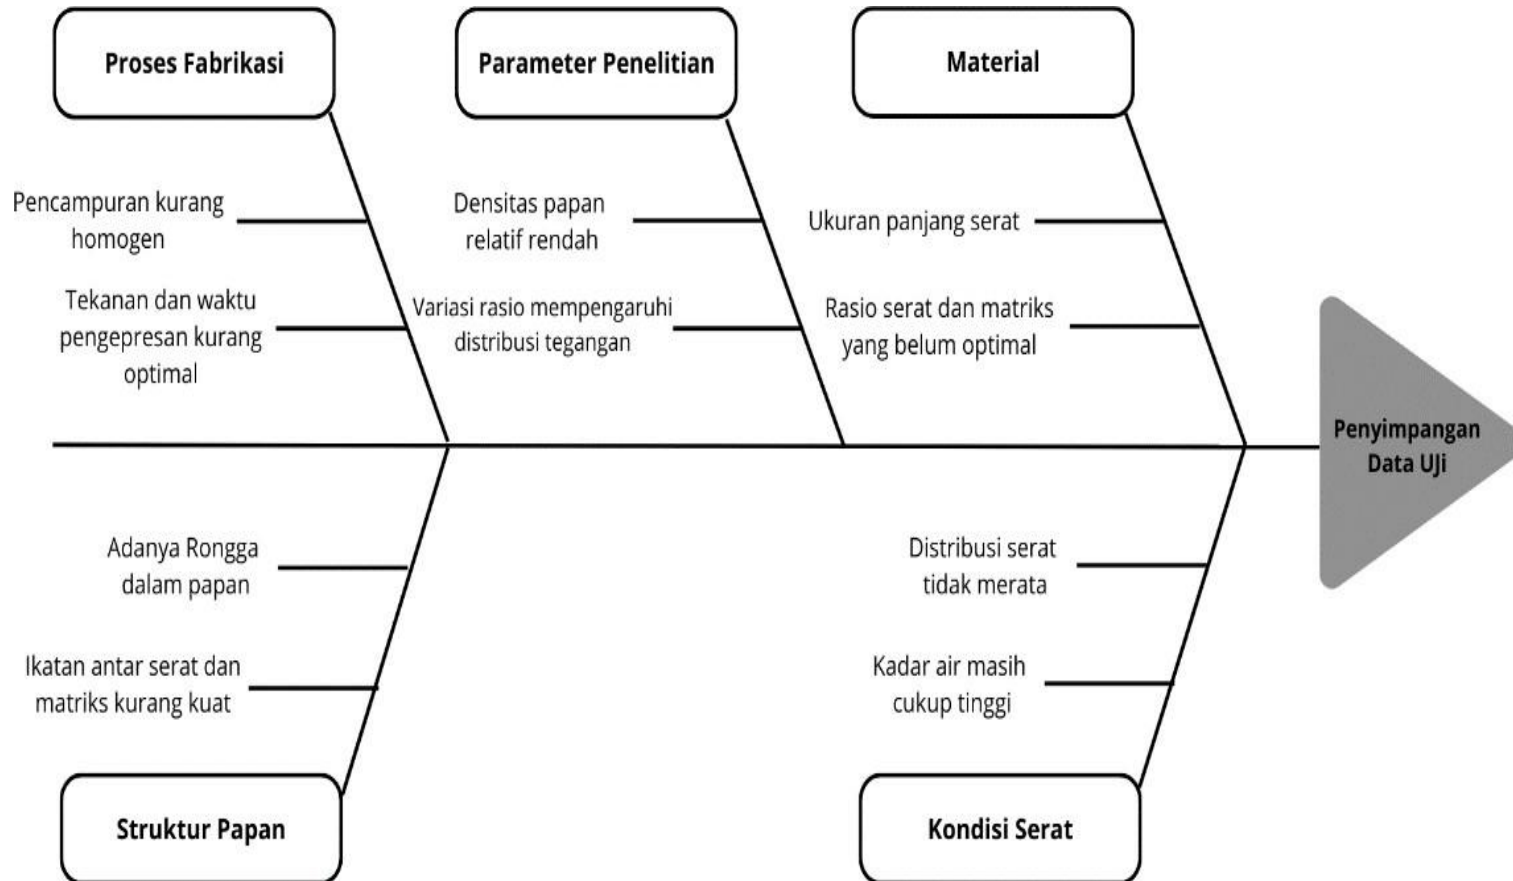 Proses Fabrikasi
Parameter Penelitian
Material
Pencampuran kurang
homogen
Tekanan dan waktu
pengepresan kurang
optimal
Densitas papan
relatif rendah
Variasi rasio mempengaruhi
distribusi tegangan
Ukuran panjang serat
Rasio serat dan matriks
yang belum optimal
Penyimpangan
Data UJi
Adanya Rongga
dalam papan
Ikatan antar serat dan
matriks kurang kuat
Distribusi serat
tidak merata
Kadar air masih
cukup tinggi
Struktur Papan
Kondisi Serat